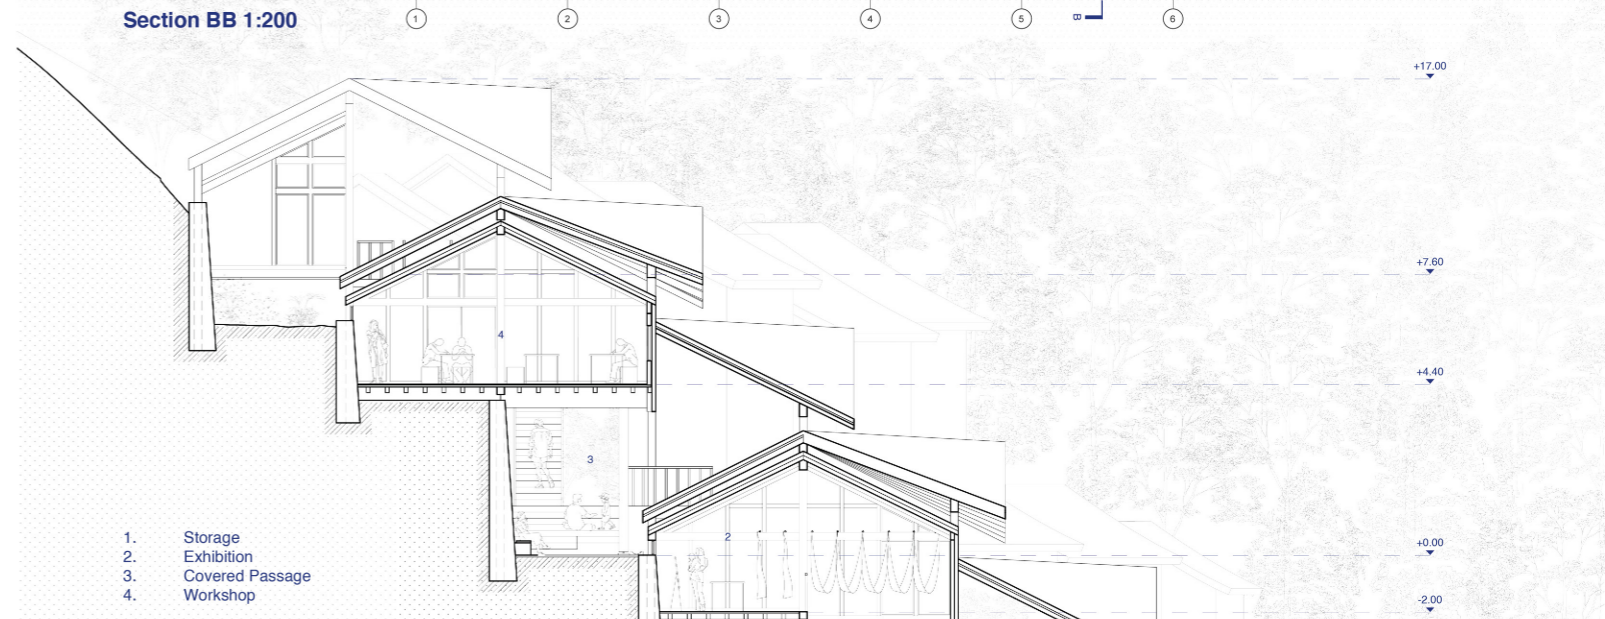 Section BB 1:200
1 2 3 4 5 B 6
+17.00
+7.60
4
+4.40
3
2
+0.00
-2.00
1. Storage
2. Exhibition
3. Covered Passage
4. Workshop